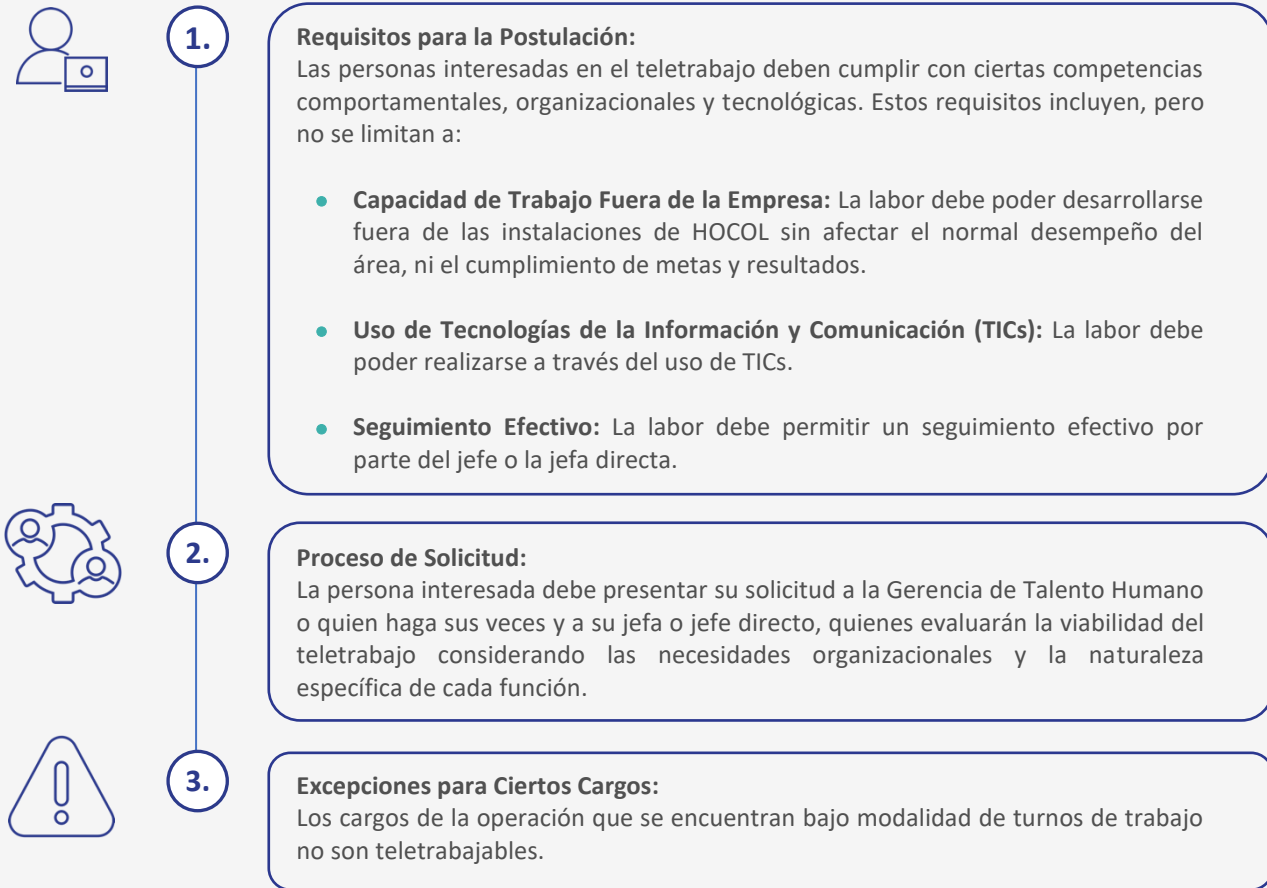 1.
Requisitos para la Postulación:
Las personas interesadas en el teletrabajo deben cumplir con ciertas competencias
comportamentales, organizacionales y tecnológicas. Estos requisitos incluyen, pero
no se limitan a:
● Capacidad de Trabajo Fuera de la Empresa: La labor debe poder desarrollarse
fuera de las instalaciones de HOCOL sin afectar el normal desempeño del
área, ni el cumplimiento de metas y resultados.
● Uso de Tecnologías de la Información y Comunicación (TICs): La labor debe
poder realizarse a través del uso de TICs.
● Seguimiento Efectivo: La labor debe permitir un seguimiento efectivo por
parte del jefe o la jefa directa.
2.
Proceso de Solicitud:
La persona interesada debe presentar su solicitud a la Gerencia de Talento Humano
o quien haga sus veces y a su jefa o jefe directo, quienes evaluarán la viabilidad del
teletrabajo considerando las necesidades organizacionales y la naturaleza
específica de cada función.
3.
Excepciones para Ciertos Cargos:
Los cargos de la operación que se encuentran bajo modalidad de turnos de trabajo
no son teletrabajables.